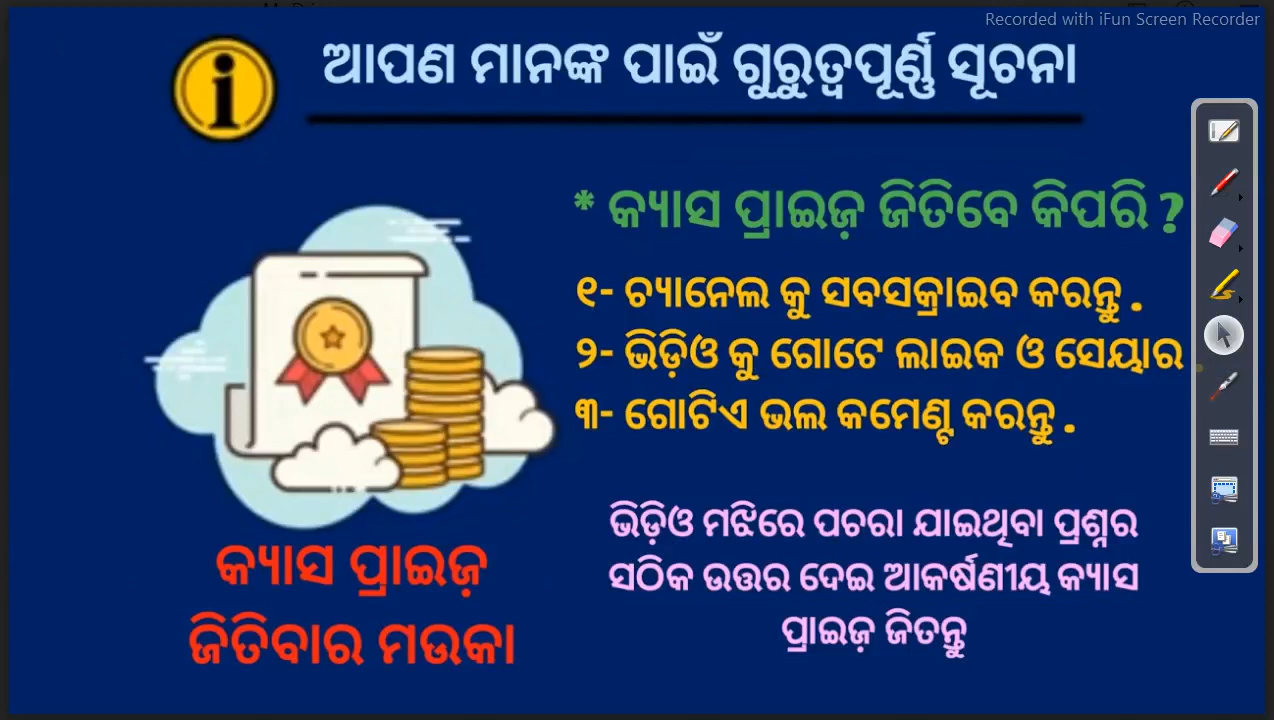 Recorded with iFun Screen Recorder
ଆପଣ ମାନଙ୍କ ପାଇଁ ଗୁରୁତ୍ୱପୂର୍ଣ୍ଣ ସୂଚନା
* କ୍ୟାସ ପ୍ରାଇଜ଼ ଜିତିବେ କିପରି ?
୧- ଚ୍ୟାନେଲ କୁ ସବସକ୍ରାଇବ କରନ୍ତୁ .
୨- ଭିଡ଼ିଓ କୁ ଗୋଟେ ଲାଇକ ଓ ସେୟାର
୩- ଗୋଟିଏ ଭଲ କମେଣ୍ଟ କରନ୍ତୁ .
ଭିଡ଼ିଓ ମଝିରେ ପଚରା ଯାଇଥିବା ପ୍ରଶ୍ନର
ସଠିକ ଉତ୍ତର ଦେଇ ଆକର୍ଷଣୀୟ କ୍ୟାସ
ପ୍ରାଇଜ଼ ଜିତନ୍ତୁ
କ୍ୟାସ ପ୍ରାଇଜ଼
ଜିତିବାର ମଉକା